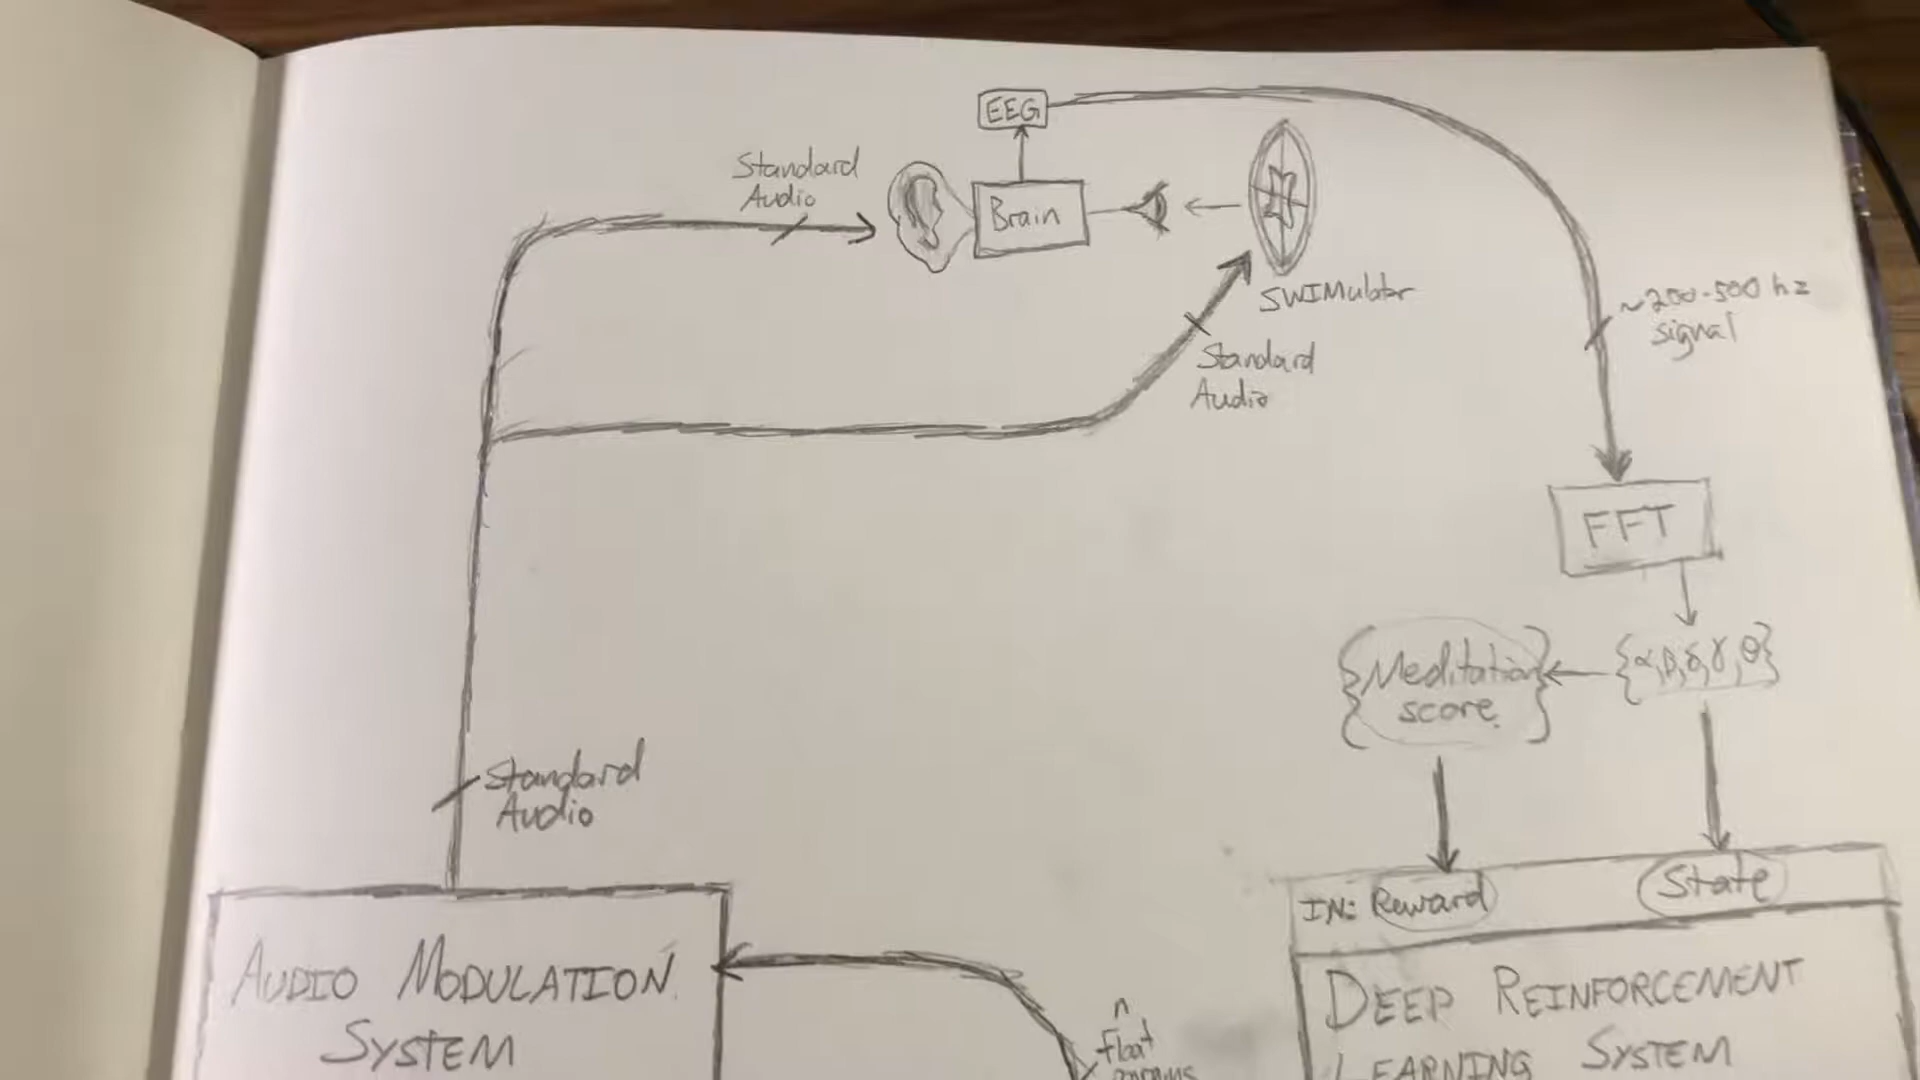 EEG
Standard
Audio
Brain
SWIMulator
~200-500 hz
signal
Standard
Audio
FFT
{α,β,δ,γ,θ}
{Meditation
score}
Standard
Audio
IN: Reward
State
AUDIO MODULATION
SYSTEM
DEEP REINFORCEMENT
LEARNING SYSTEM
n
float
params